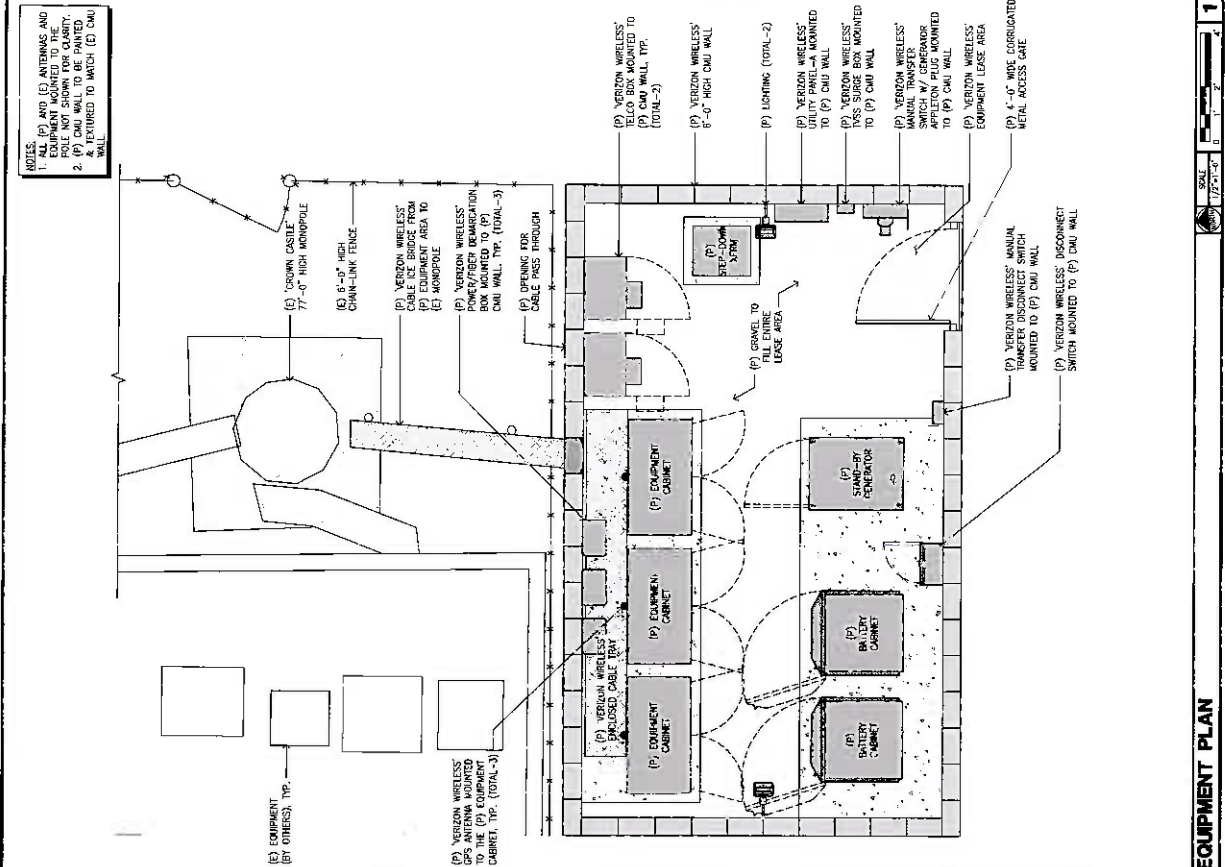 NOTES:
1. ALL (P) AND (E) ANTENNAS AND
EQUIPMENT MOUNTED TO THE
POLE NOT SHOWN FOR CLARITY.
2. (P) CMU WALL TO BE PAINTED
& TEXTURED TO MATCH (E) CMU
WALL.
(E) 'CROWN CASTLE'
77'-0" HIGH MONOPOLE
(E) 6'-0" HIGH
CHAIN-LINK FENCE
(P) 'VERIZON WIRELESS'
CABLE ICE BRIDGE FROM
(P) EQUIPMENT AREA TO
(E) MONOPOLE
(P) 'VERIZON WIRELESS'
POWER/FIBER DEMARCATION
BOX MOUNTED TO (P)
CMU WALL, TYP. (TOTAL-3)
(P) OPENING FOR
CABLE PASS THROUGH
(E) EQUIPMENT
(BY OTHERS), TYP.
(P) 'VERIZON WIRELESS'
GPS ANTENNA MOUNTED
TO THE (P) EQUIPMENT
CABINET, TYP. (TOTAL-3)
(P) 'VERIZON WIRELESS'
ENCLOSED CABLE TRAY
(P) EQUIPMENT
CABINET
(P) EQUIPMENT
CABINET
(P) EQUIPMENT
CABINET
(P)
STEP-DOWN
XFRM
(P) GRAVEL TO
FILL ENTIRE
LEASE AREA
(P)
BATTERY
CABINET
(P)
BATTERY
CABINET
(P)
STAND-BY
GENERATOR
(P) 'VERIZON WIRELESS'
TELCO BOX MOUNTED TO
(P) CMU WALL, TYP.
(TOTAL-2)
(P) 'VERIZON WIRELESS'
6'-0" HIGH CMU WALL
(P) LIGHTING (TOTAL-2)
(P) 'VERIZON WIRELESS'
UTILITY PANEL-A MOUNTED
TO (P) CMU WALL
(P) 'VERIZON WIRELESS'
TVSS SURGE BOX MOUNTED
TO (P) CMU WALL
(P) 'VERIZON WIRELESS'
MANUAL TRANSFER
SWITCH W/ GENERATOR
APPLETON PLUG MOUNTED
TO (P) CMU WALL
(P) 'VERIZON WIRELESS'
EQUIPMENT LEASE AREA
(P) 4'-0" WIDE CORRUGATED
METAL ACCESS GATE
(P) 'VERIZON WIRELESS' MANUAL
TRANSFER DISCONNECT SWITCH
MOUNTED TO (P) CMU WALL
(P) 'VERIZON WIRELESS' DISCONNECT
SWITCH MOUNTED TO (P) CMU WALL
EQUIPMENT PLAN
SCALE
1/2"=1'-0"
0 1' 2' 4'
1